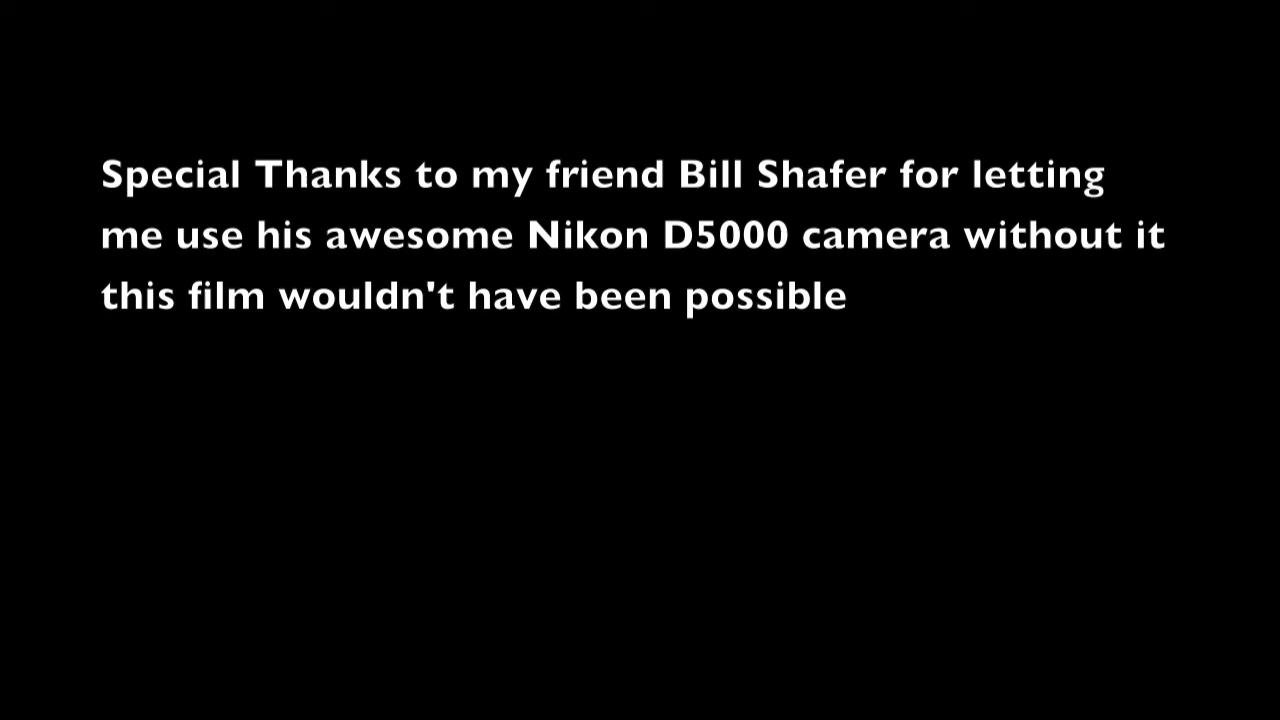 Special Thanks to my friend Bill Shafer for letting
me use his awesome Nikon D5000 camera without it
this film wouldn't have been possible